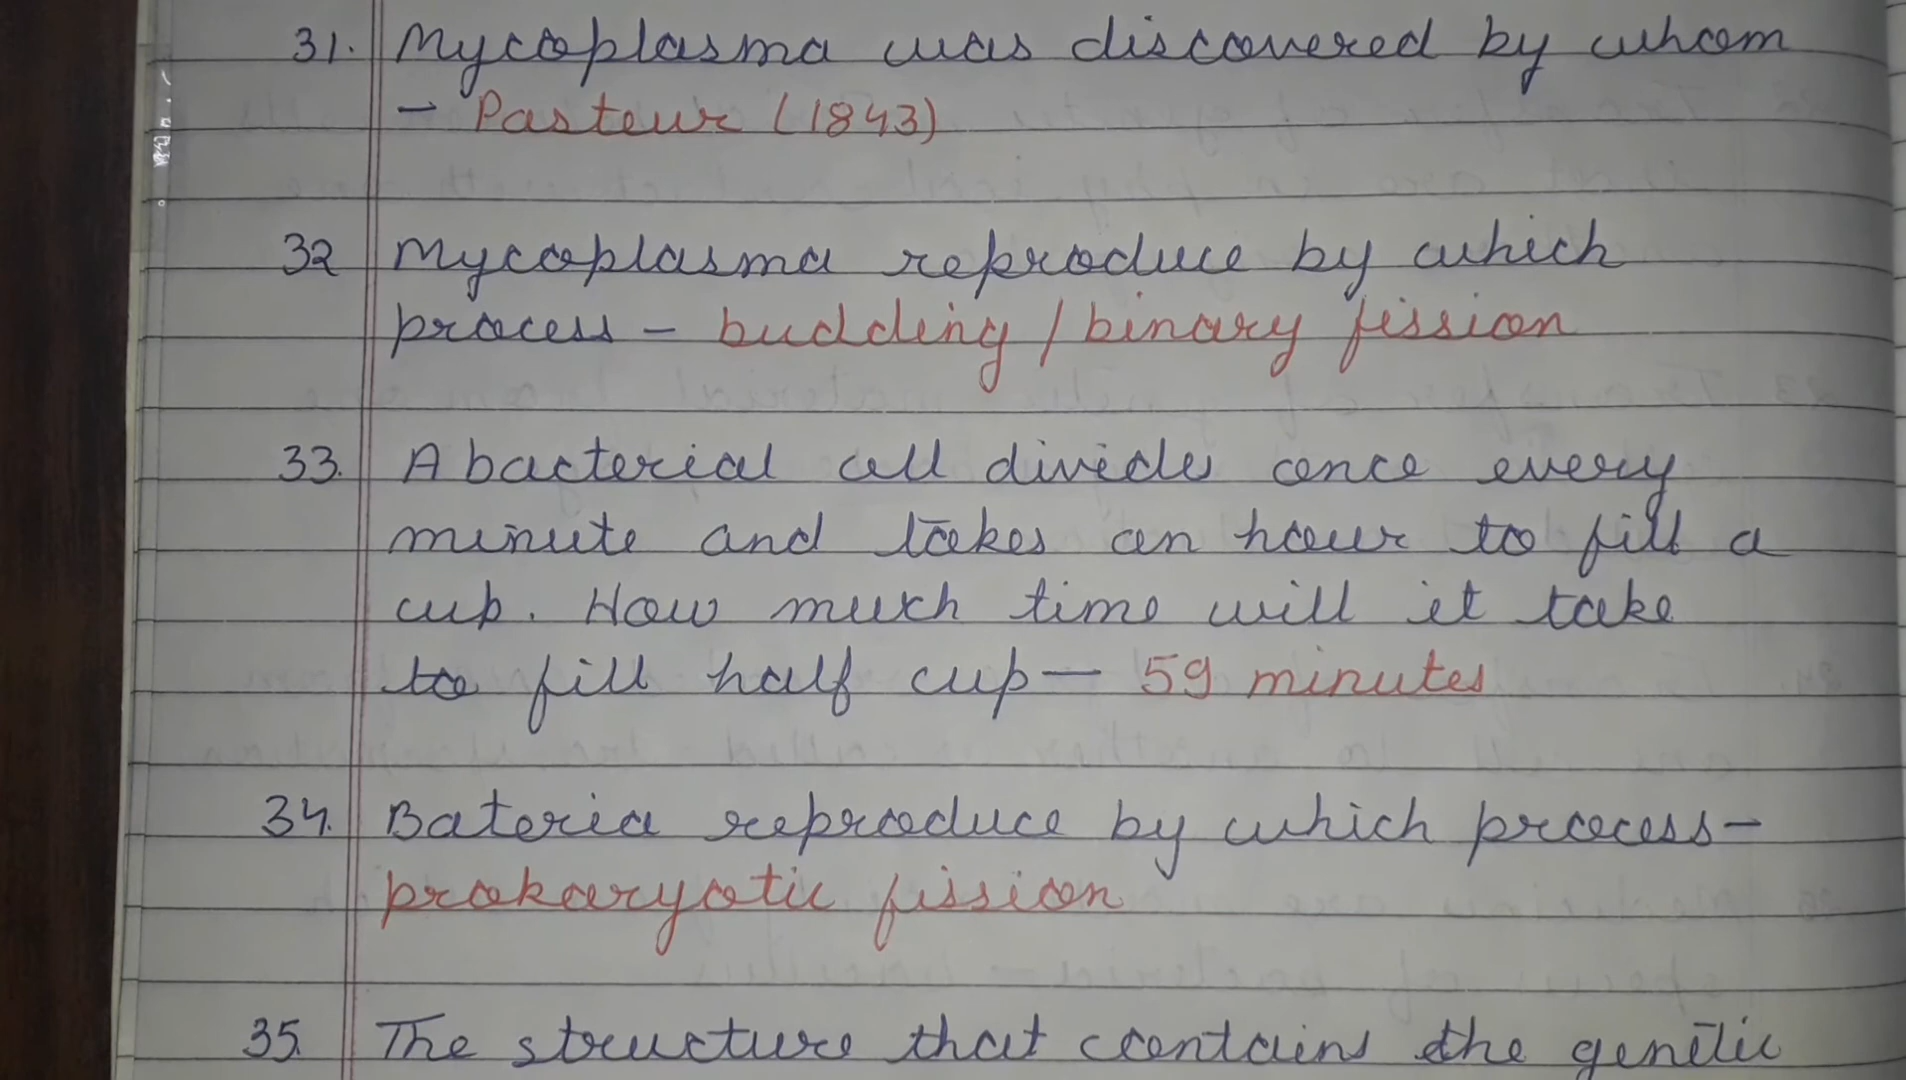 31. Mycoplasma was discovered by whom
- Pasteur (1843)
32 Mycoplasma reproduce by which
process - budding / binary fission
33. A bacterial cell divides once every
minute and takes an hour to fill a
cup. How much time will it take
to fill half cup - 59 minutes
34. Bateria reproduce by which process-
prokaryotic fission
35. The structure that contains the genetic